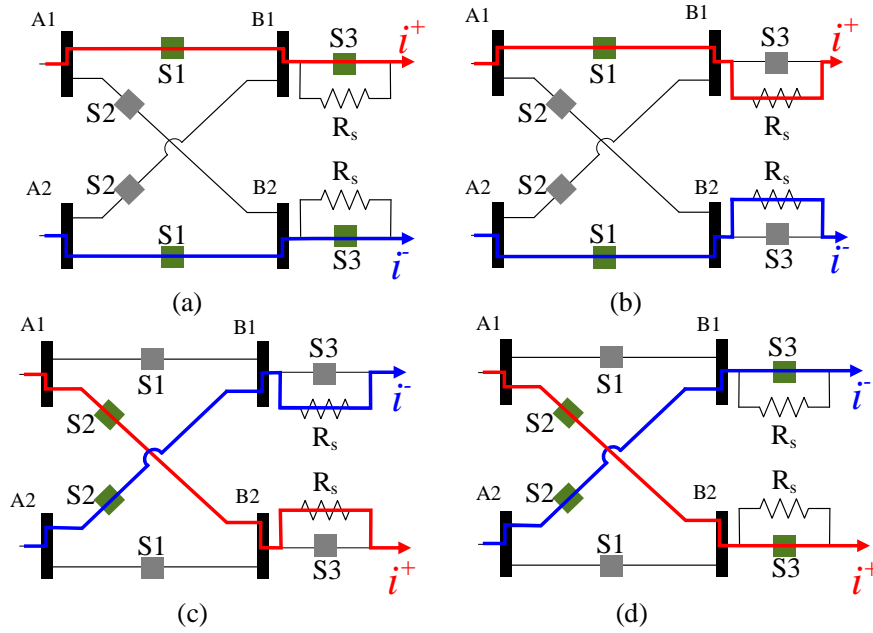 A1 B1 S3 i⁺
S1
S2 Rₛ
A2 S2 B2 Rₛ
S1 S3 i⁻
(a)
A1 B1 S3 i⁺
S1
S2 Rₛ
A2 S2 B2 Rₛ
S1 S3 i⁻
(b)
A1 B1 S3 i⁻
S1
S2 Rₛ
A2 S2 B2 Rₛ
S1 S3 i⁺
(c)
A1 B1 S3 i⁻
S1
S2 Rₛ
A2 S2 B2 Rₛ
S1 S3 i⁺
(d)